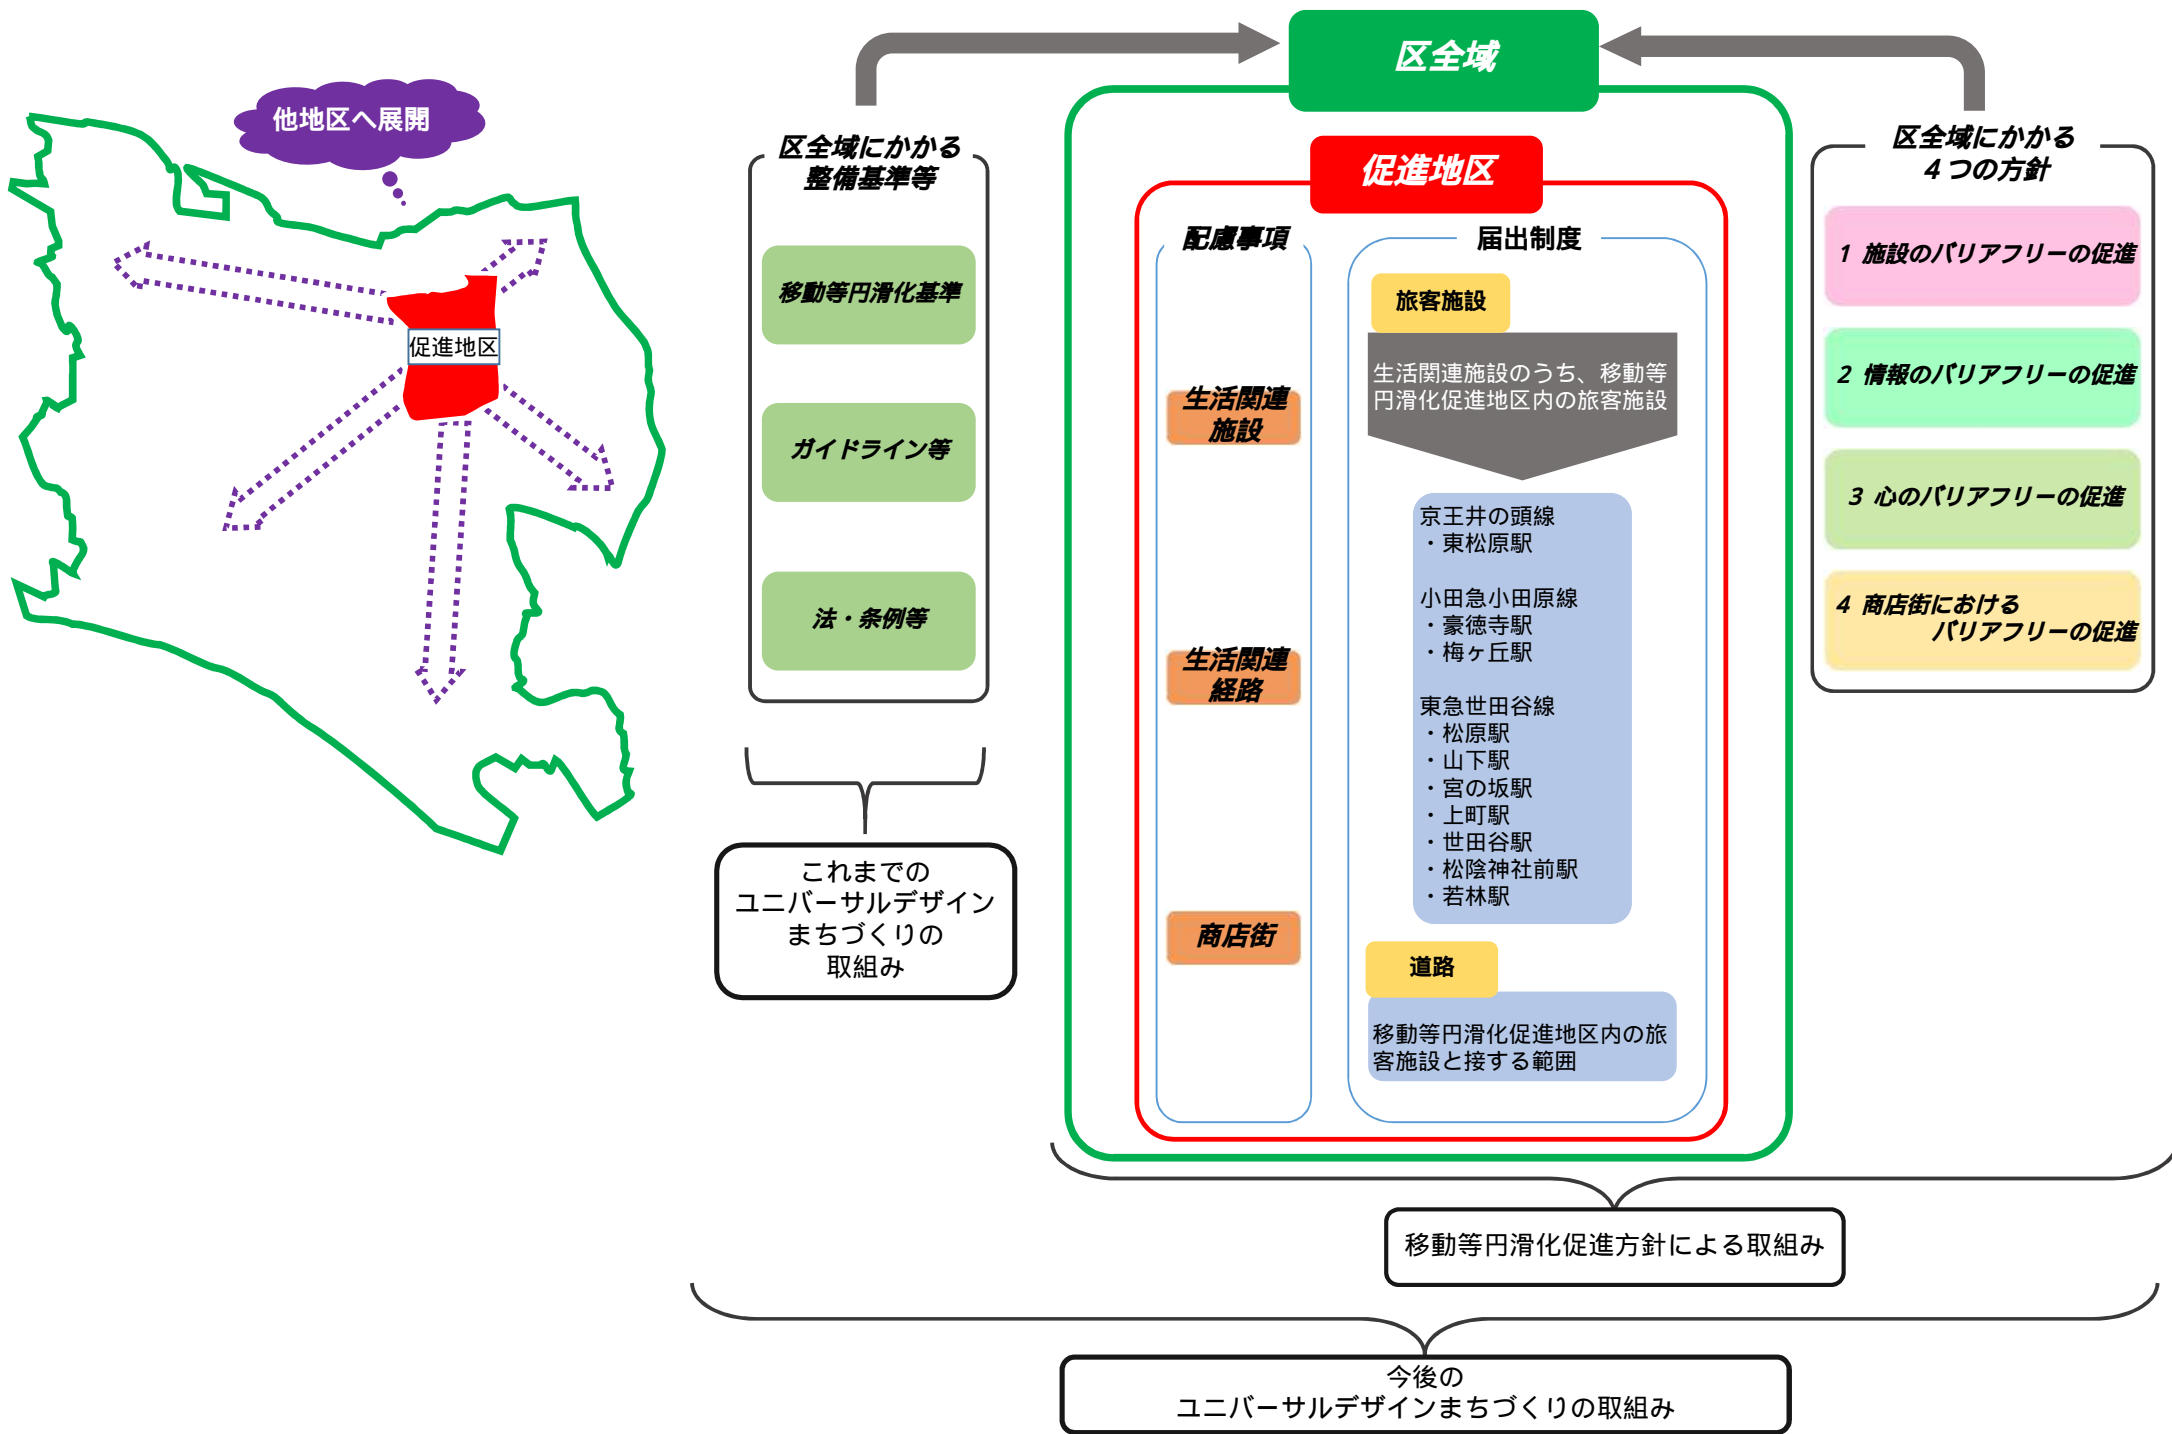 他地区へ展開
促進地区
区全域にかかる
整備基準等
移動等円滑化基準
ガイドライン等
法・条例等
これまでの
ユニバーサルデザイン
まちづくりの
取組み
区全域
促進地区
配慮事項
生活関連
施設
生活関連
経路
商店街
届出制度
旅客施設
生活関連施設のうち、移動等
円滑化促進地区内の旅客施設
京王井の頭線
・東松原駅
小田急小田原線
・豪徳寺駅
・梅ヶ丘駅
東急世田谷線
・松原駅
・山下駅
・宮の坂駅
・上町駅
・世田谷駅
・松陰神社前駅
・若林駅
道路
移動等円滑化促進地区内の旅
客施設と接する範囲
区全域にかかる
4つの方針
1 施設のバリアフリーの促進
2 情報のバリアフリーの促進
3 心のバリアフリーの促進
4 商店街における
バリアフリーの促進
移動等円滑化促進方針による取組み
今後の
ユニバーサルデザインまちづくりの取組み